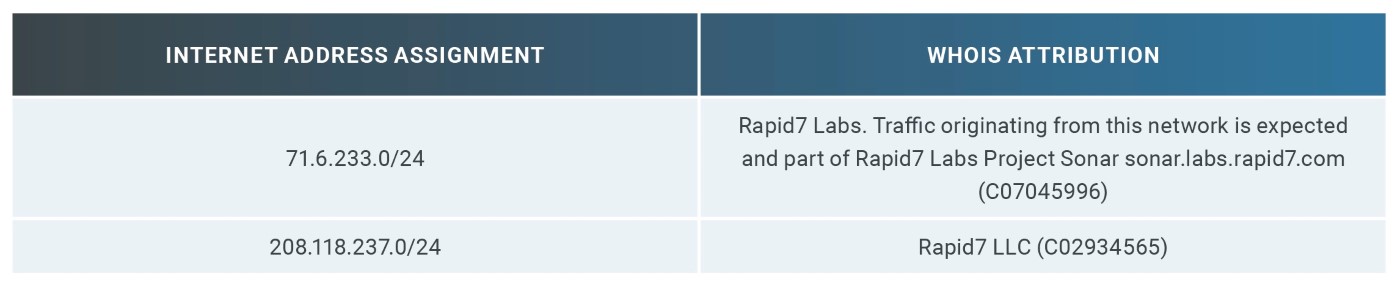 INTERNET ADDRESS ASSIGNMENT
WHOIS ATTRIBUTION
71.6.233.0/24
Rapid7 Labs. Traffic originating from this network is expected
and part of Rapid7 Labs Project Sonar sonar.labs.rapid7.com
(C07045996)
208.118.237.0/24
Rapid7 LLC (C02934565)